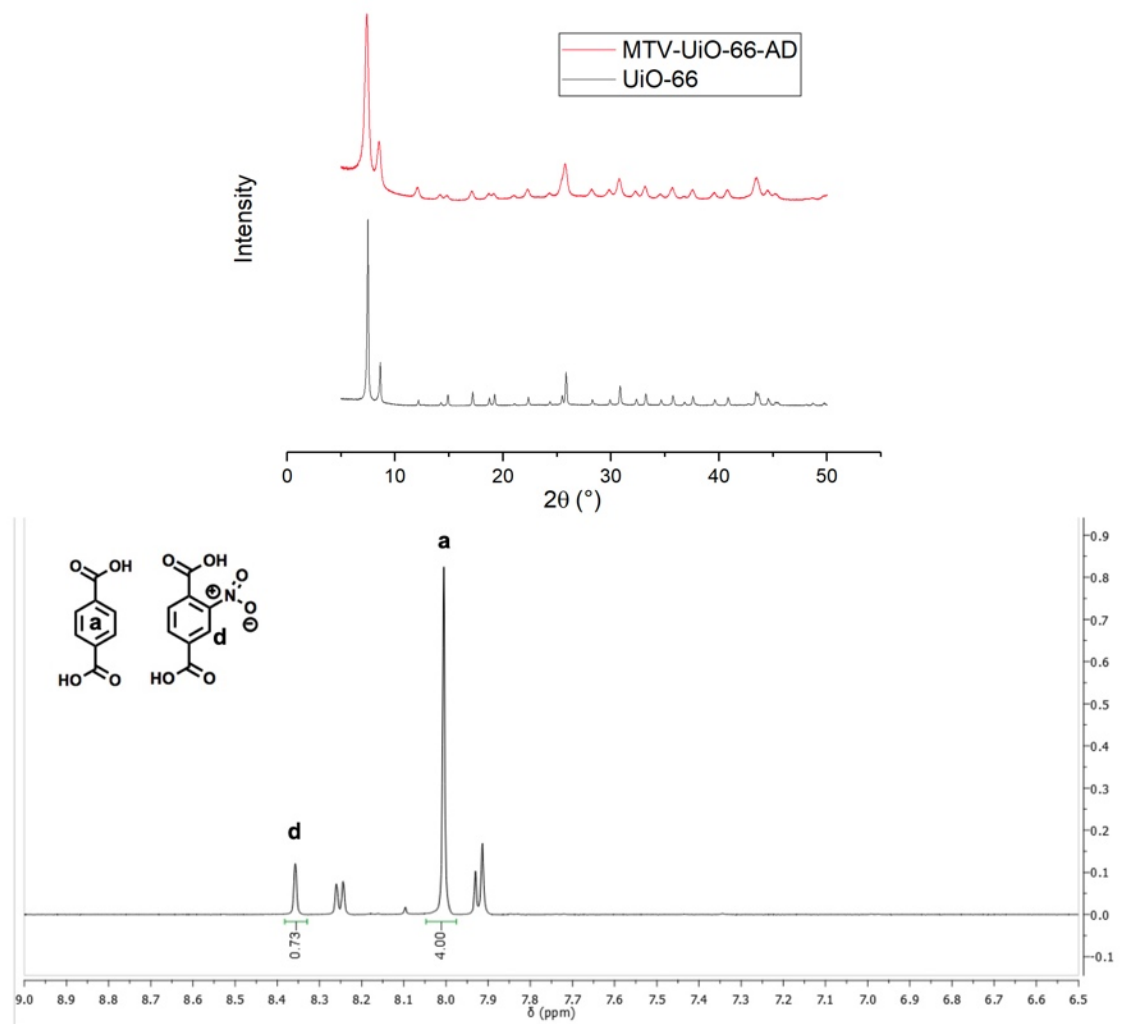 MTV-UiO-66-AD
UiO-66
Intensity
0 10 20 30 40 50
2θ (°)
a
O OH
a
HO O
O OH
⊕ N O
O
⊖
d
HO O
d
0.73
4.00
0.9
0.8
0.7
0.6
0.5
0.4
0.3
0.2
0.1
0.0
-0.1
9.0 8.9 8.8 8.7 8.6 8.5 8.4 8.3 8.2 8.1 8.0 7.9 7.8 7.7 7.6 7.5 7.4 7.3 7.2 7.1 7.0 6.9 6.8 6.7 6.6 6.5
δ (ppm)